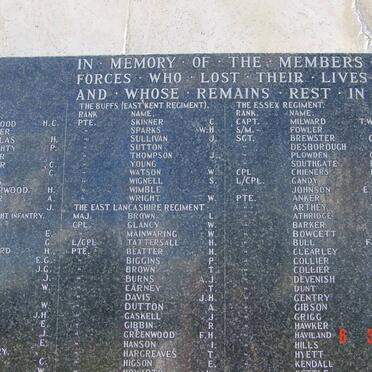 IN · MEMORY · OF · THE · MEMBERS
FORCES · WHO · LOST · THEIR · LIVES
AND · WHOSE · REMAINS · REST · IN
THE BUFFS (EAST KENT REGIMENT).
RANK NAME.
PTE. SKINNER C.
SPARKS W.H.
SULLIVAN J.
SUTTON
THOMPSON J.
YOUNG C.
WATSON W.
WIGNELL S.
WIMBLE
WRIGHT W.
THE EAST LANCASHIRE REGIMENT
MAJ. BROWN L.
CPL. GLANCY W.
MAINWARING W.
L/CPL. TATTERSALL H.
PTE. BEATTER H.
BIGGINS P.
BROWN T.
BURNS A.J.
CARNEY W.
DAVIS J.H.
DUTTON A.
GASKELL J.
GIBBIN R.
GREENWOOD F.H.
HANSON T.
HARGREAVES T.
HIGSON E.
THE ESSEX REGIMENT.
RANK NAME.
CAPT. MILWARD T.W
S/M. FOWLER
SGT. BREWSTER
DESBOROUGH
PLOWDEN
SOUTHGATE
CPL CHIENERS
L/CPL. CANDY
JOHNSON E
PTE. ANKER
ARTHEY
ATHRIDGE
BARKER
BOWCETT
BULL F
CLEARLEY
COLLIER
COLLIER
DEVENISH
DUNT
GENTRY
GIBSON
GRIGG
HAWKER
HAVILAND
HILLS
HYETT
KENDALL